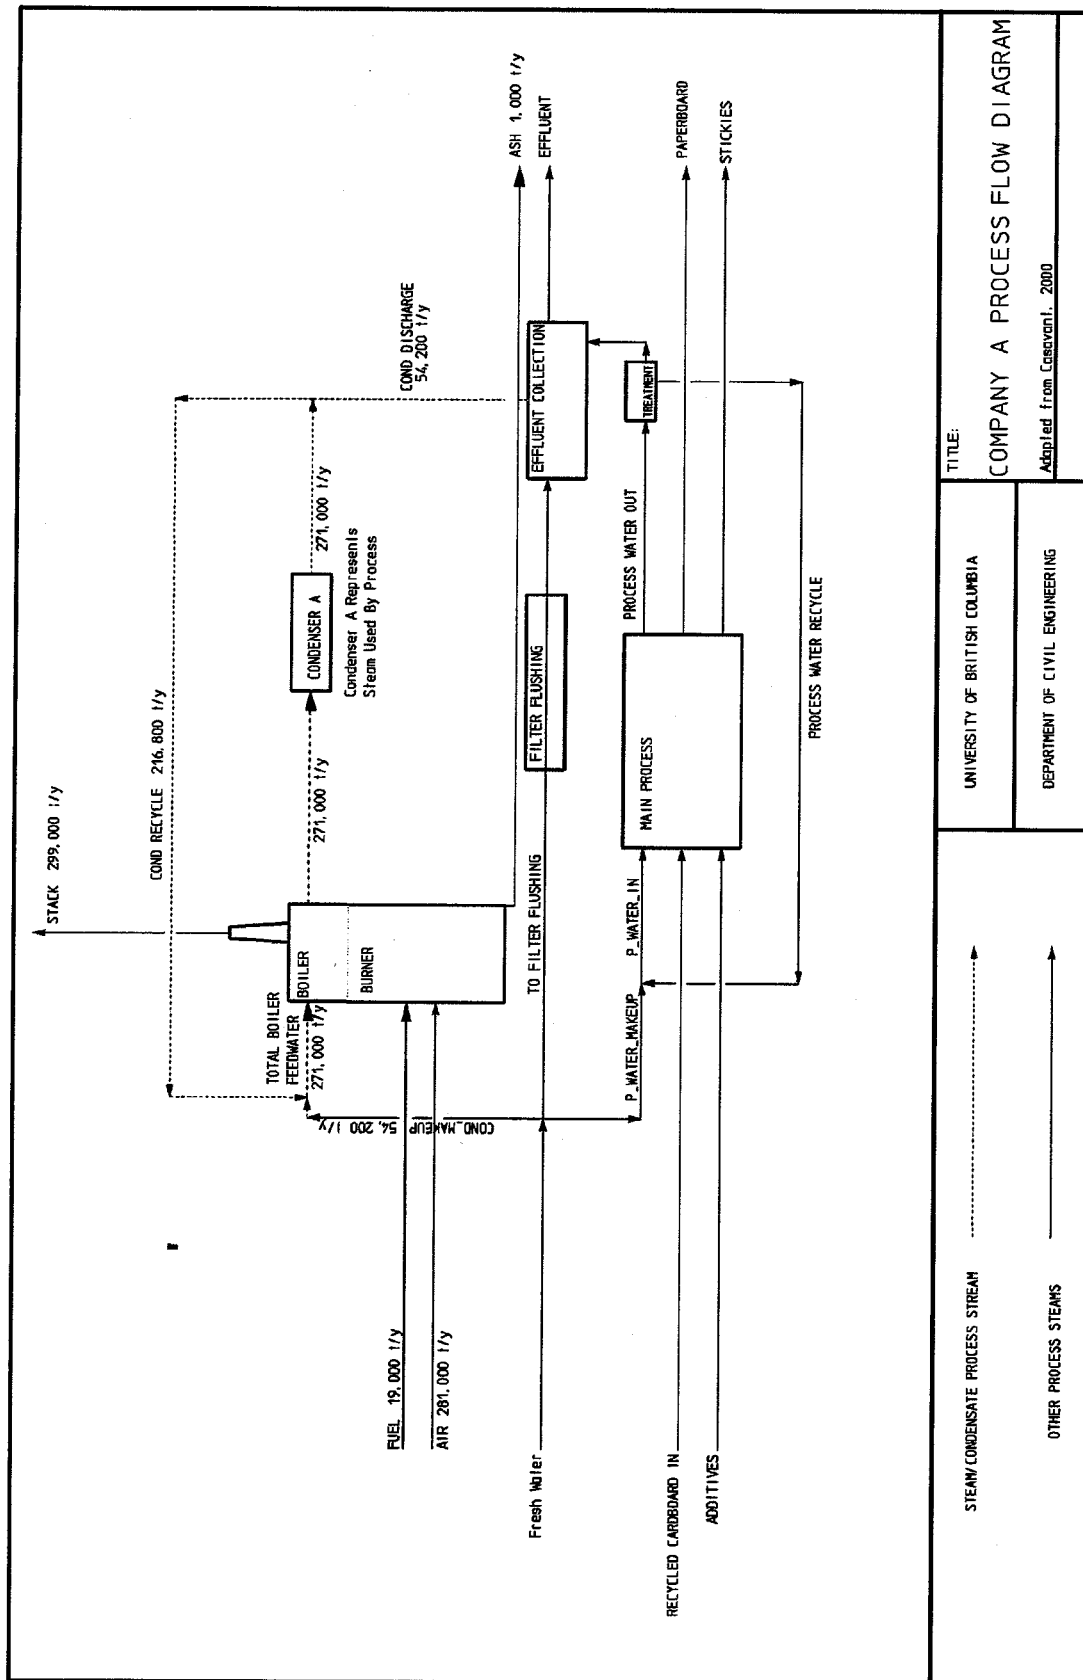 STACK 299,000 t/y
COND RECYCLE 216,800 t/y
TOTAL BOILER
FEEDWATER
271,000 t/y
BOILER
BURNER
271,000 t/y
CONDENSER A
271,000 t/y
Condenser A Represents
Steam Used By Process
COND DISCHARGE
54,200 t/y
COND_MAKEUP 54,200 t/y
FUEL 19,000 t/y
AIR 281,000 t/y
ASH 1,000 t/y
Fresh Water
TO FILTER FLUSHING
FILTER FLUSHING
EFFLUENT COLLECTION
EFFLUENT
P_WATER_MAKEUP
P_WATER_IN
MAIN PROCESS
PROCESS WATER OUT
TREATMENT
RECYCLED CARDBOARD IN
PAPERBOARD
ADDITIVES
STICKIES
PROCESS WATER RECYCLE
STEAM/CONDENSATE PROCESS STREAM
OTHER PROCESS STEAMS
UNIVERSITY OF BRITISH COLUMBIA
DEPARTMENT OF CIVIL ENGINEERING
TITLE:
COMPANY A PROCESS FLOW DIAGRAM
Adapted from Casavant, 2000